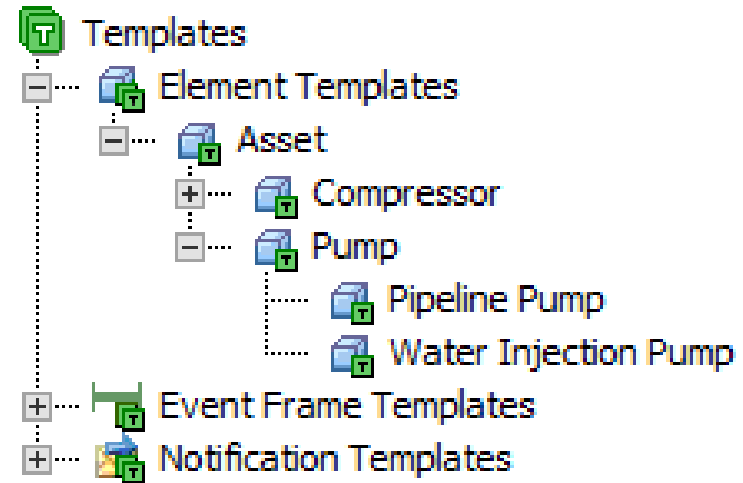 Templates
Element Templates
Asset
Compressor
Pump
Pipeline Pump
Water Injection Pump
Event Frame Templates
Notification Templates